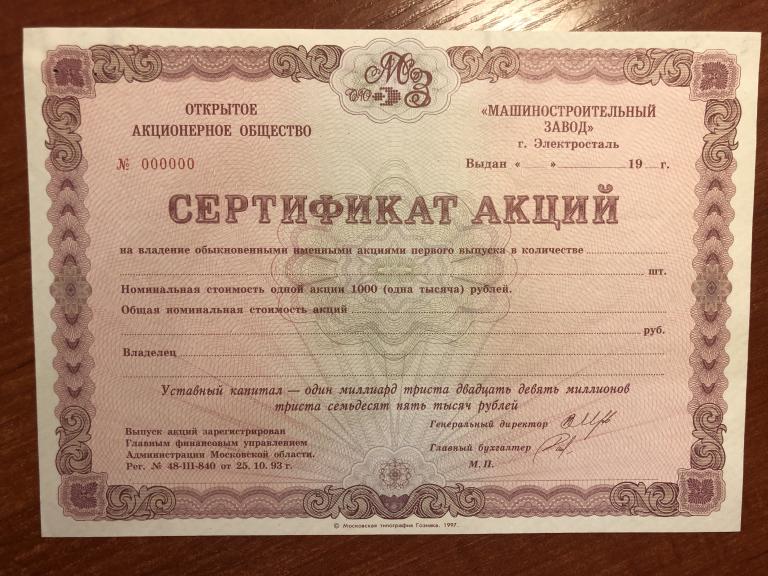 МСЗ
ОТКРЫТОЕ
АКЦИОНЕРНОЕ ОБЩЕСТВО
№ 000000
«МАШИНОСТРОИТЕЛЬНЫЙ
ЗАВОД»
г. Электросталь
Выдан « » 19 г.
СЕРТИФИКАТ АКЦИЙ
на владение обыкновенными именными акциями первого выпуска в количестве
шт.
Номинальная стоимость одной акции 1000 (одна тысяча) рублей.
Общая номинальная стоимость акций
руб.
Владелец
Уставный капитал — один миллиард триста двадцать девять миллионов
триста семьдесят пять тысяч рублей
Выпуск акций зарегистрирован
Главным финансовым управлением
Администрации Московской области.
Рег. № 48-III-840 от 25. 10. 93 г.
Генеральный директор
Главный бухгалтер
М. П.
© Московская типография Гознака. 1997.